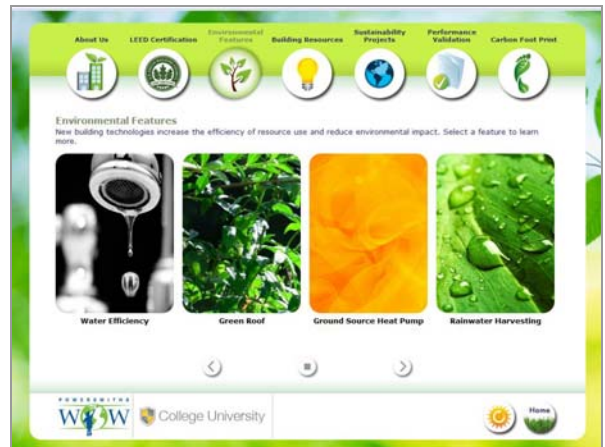 About Us
LEED Certification
Environmental
Features
Building Resources
Sustainability
Projects
Performance
Validation
Carbon Foot Print
Environmental Features
New building technologies increase the efficiency of resource use and reduce environmental impact. Select a feature to learn
more.
Water Efficiency
Green Roof
Ground Source Heat Pump
Rainwater Harvesting
POWERSMITHS
WOW
College University
Home